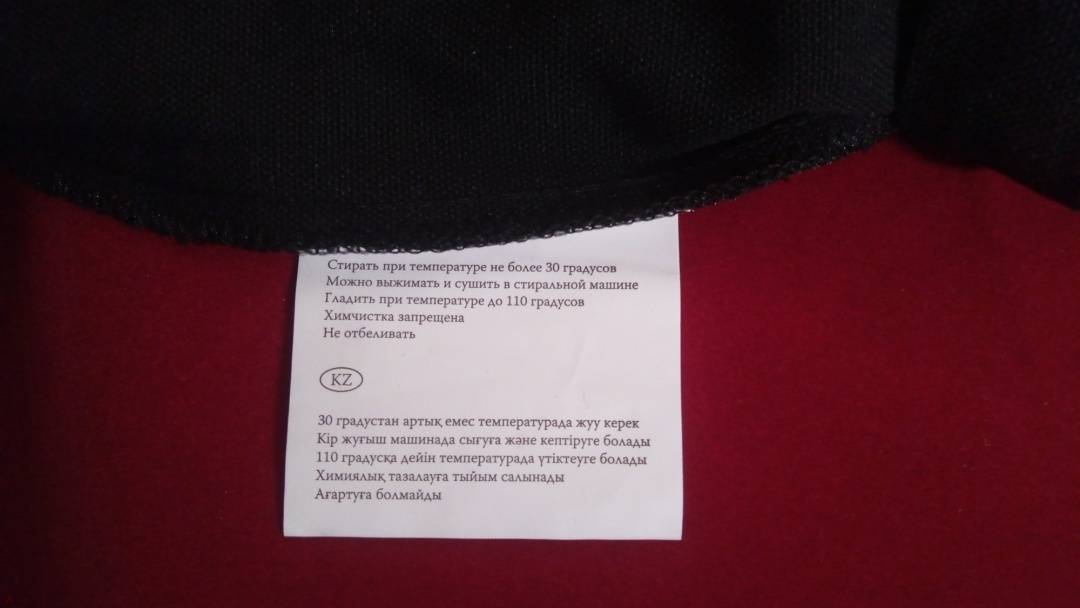 Стирать при температуре не более 30 градусов
Можно выжимать и сушить в стиральной машине
Гладить при температуре до 110 градусов
Химчистка запрещена
Не отбеливать
KZ
30 градустан артық емес температурада жуу керек
Кір жуғыш машинада сығуға және кептіруге болады
110 градусқа дейін температурада үтіктеуге болады
Химиялық тазалауға тыйым салынады
Ағартуға болмайды